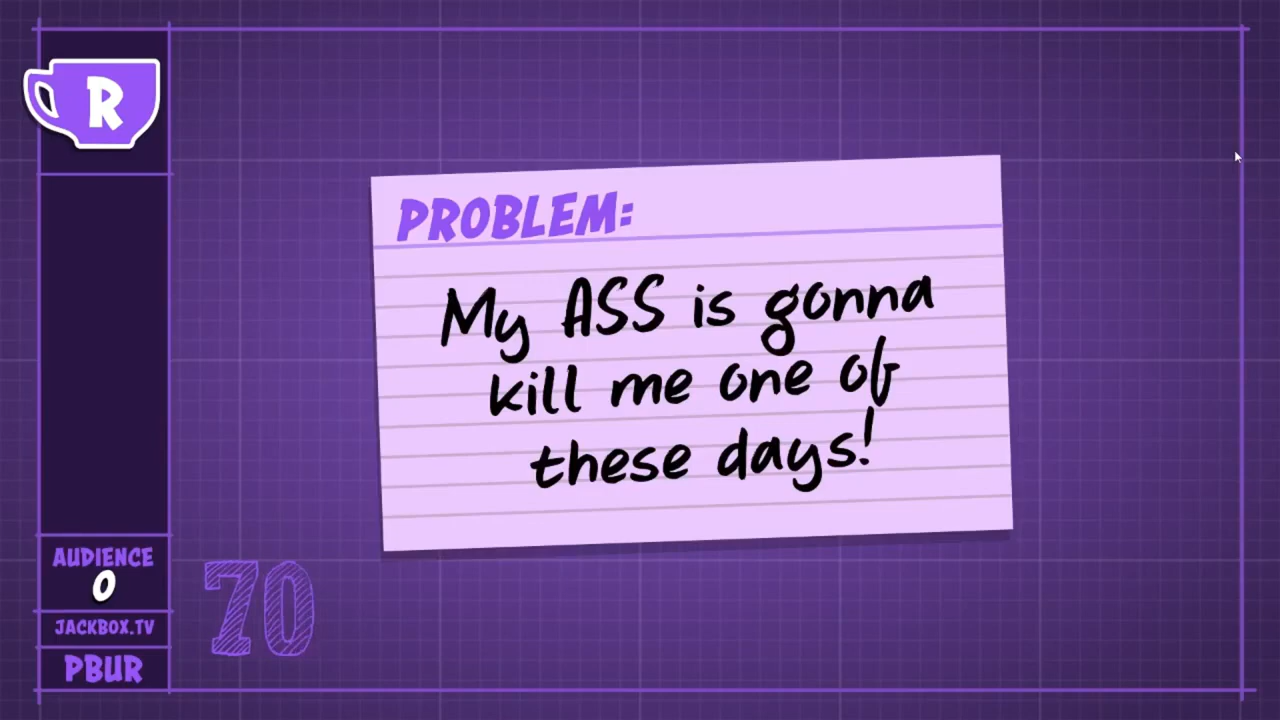 R
PROBLEM:
My ASS is gonna
kill me one of
these days!
AUDIENCE
0
JACKBOX.TV
PBUR
70